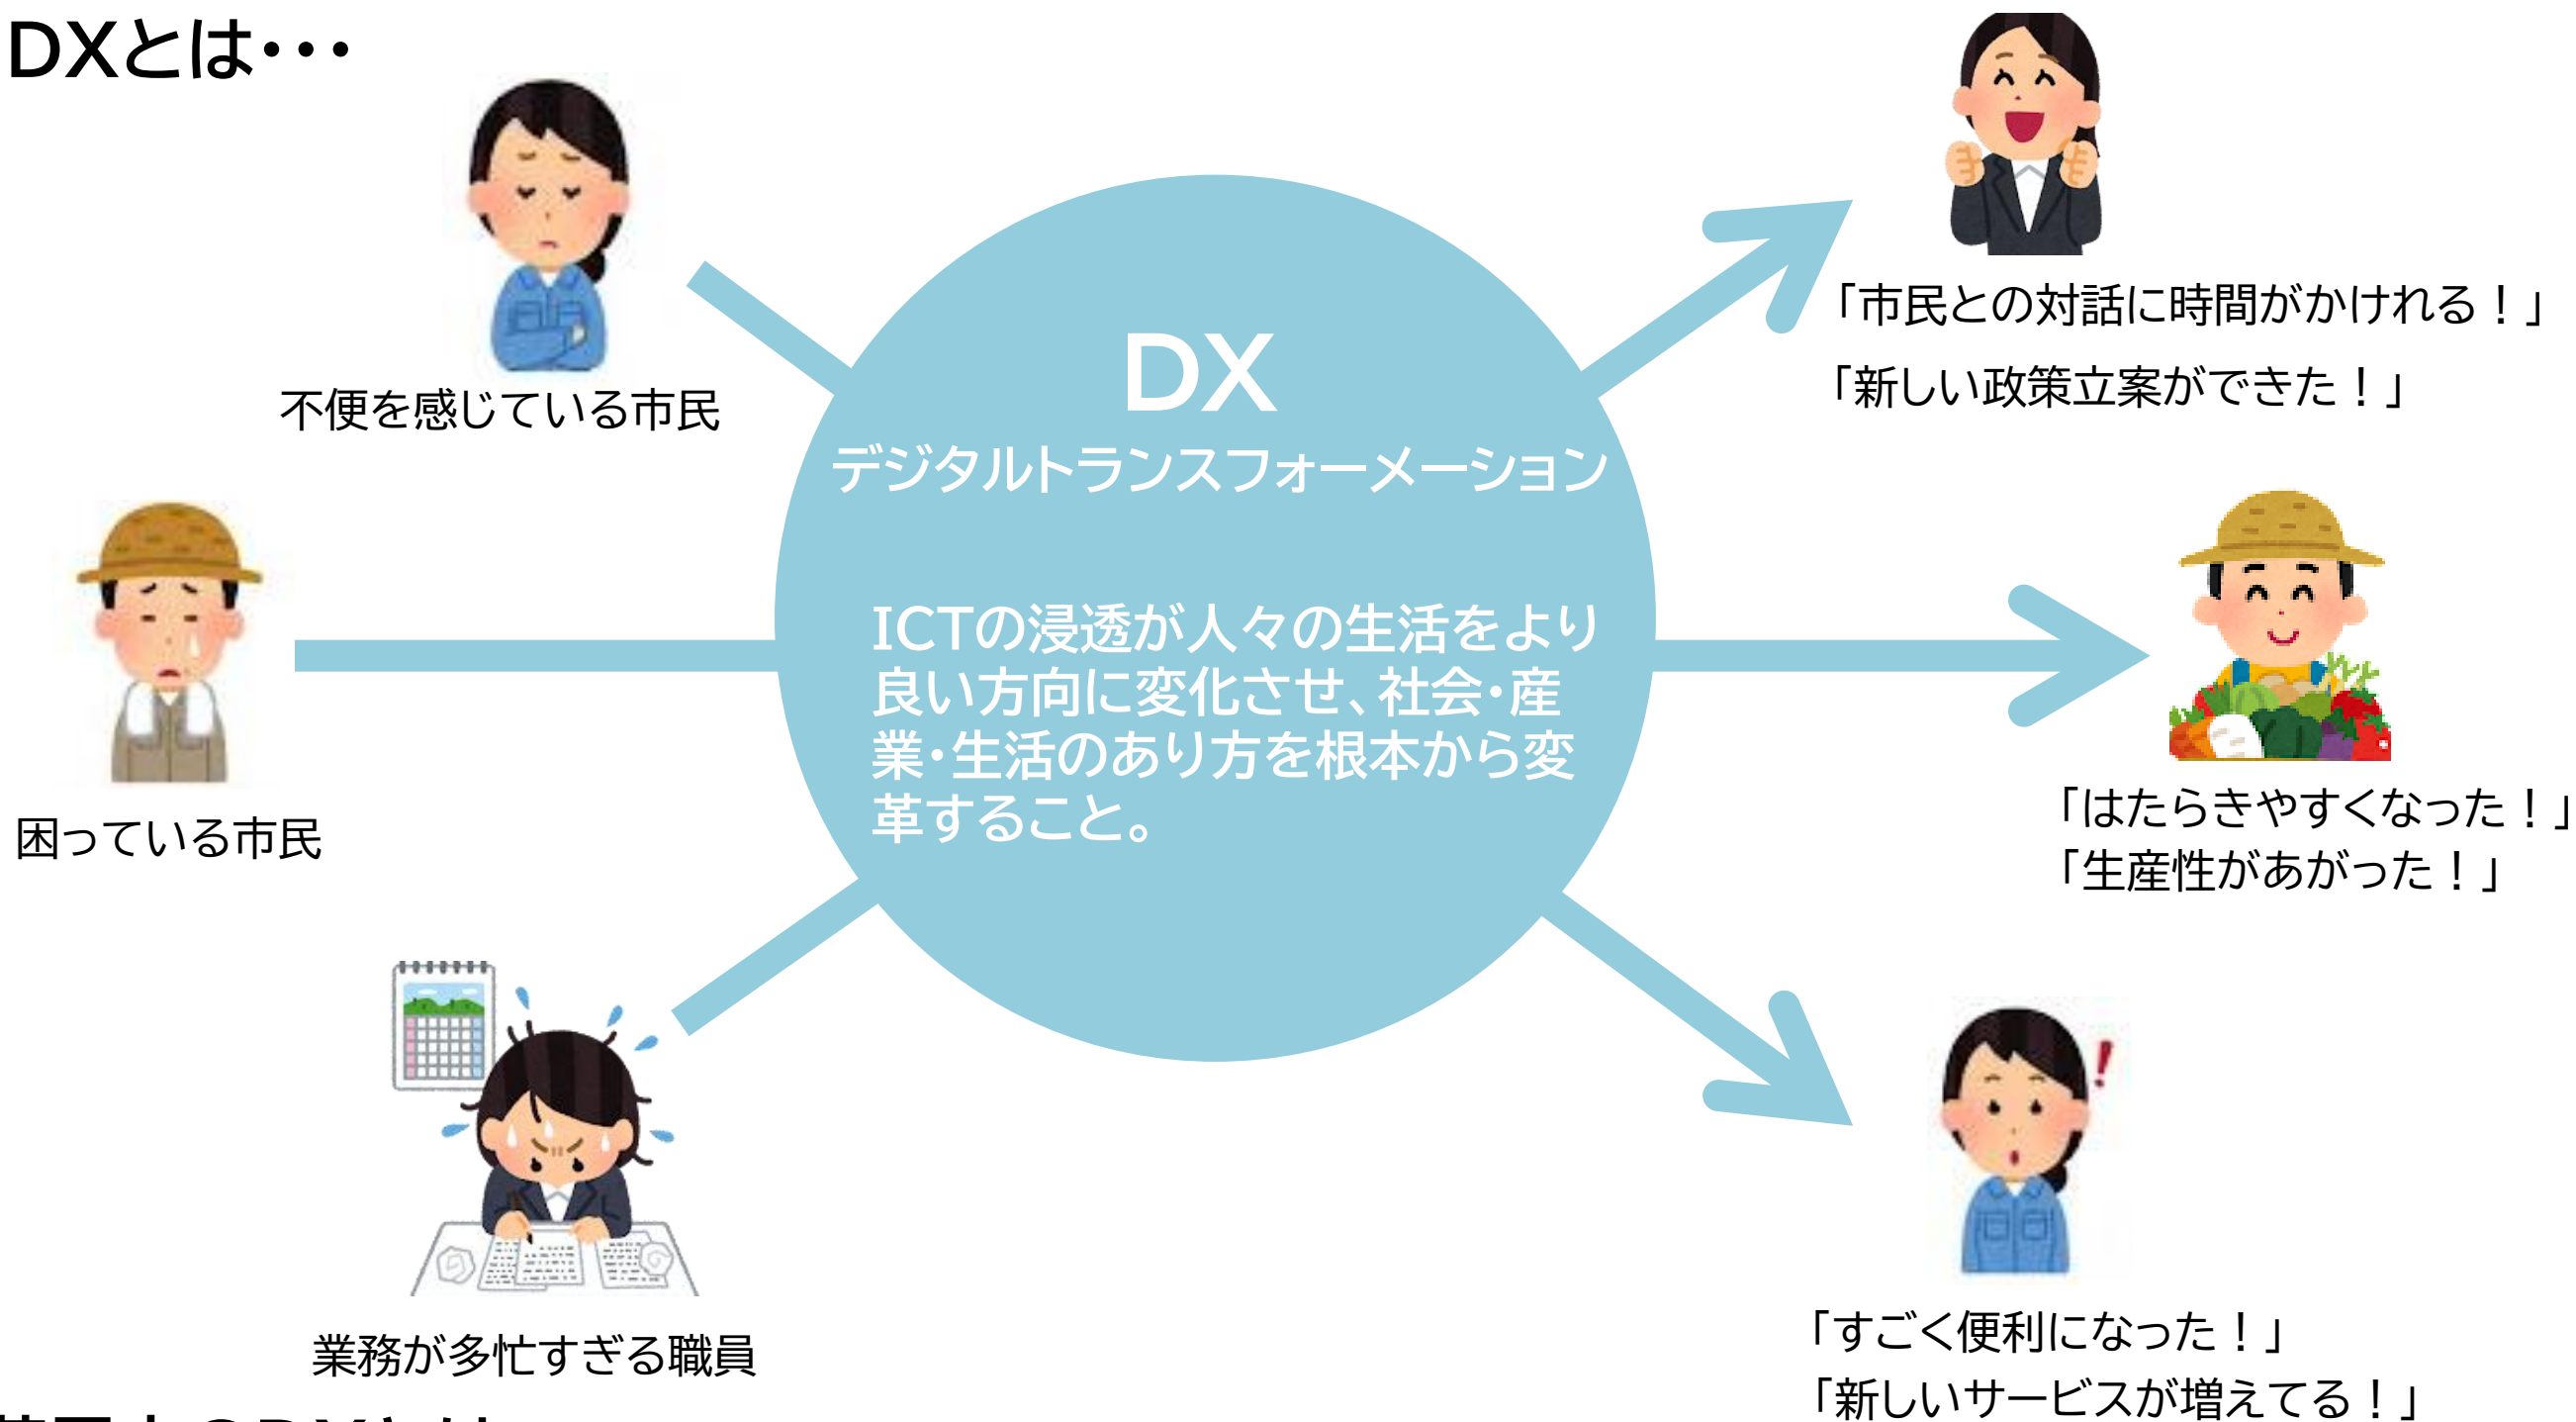 DXとは・・・
不便を感じている市民
困っている市民
業務が多忙すぎる職員
DX
デジタルトランスフォーメーション
ICTの浸透が人々の生活をより
良い方向に変化させ、社会・産
業・生活のあり方を根本から変
革すること。
「市民との対話に時間がかけれる！」
「新しい政策立案ができた！」
「はたらきやすくなった！」
「生産性があがった！」
「すごく便利になった！」
「新しいサービスが増えてる！」